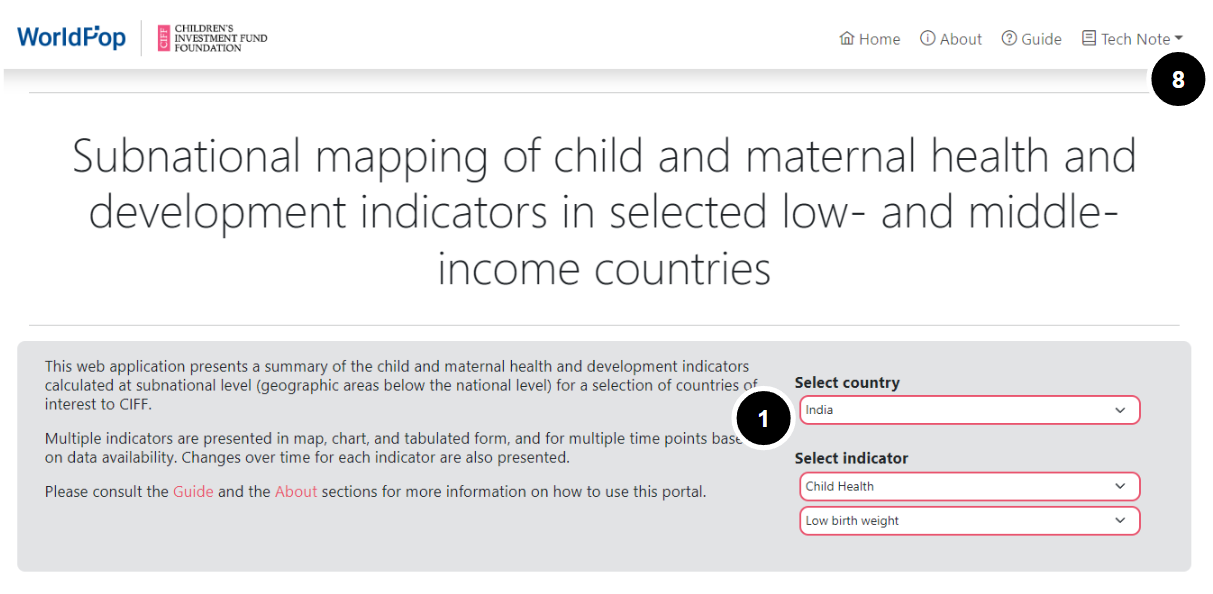 WorldPop
CIFF
CHILDREN'S
INVESTMENT FUND
FOUNDATION
Home About Guide Tech Note
8
Subnational mapping of child and maternal health and
development indicators in selected low- and middle-
income countries
This web application presents a summary of the child and maternal health and development indicators
calculated at subnational level (geographic areas below the national level) for a selection of countries of
interest to CIFF.
Multiple indicators are presented in map, chart, and tabulated form, and for multiple time points
on data availability. Changes over time for each indicator are also presented.
Please consult the Guide and the About sections for more information on how to use this portal.
1
Select country
India
Select indicator
Child Health
Low birth weight